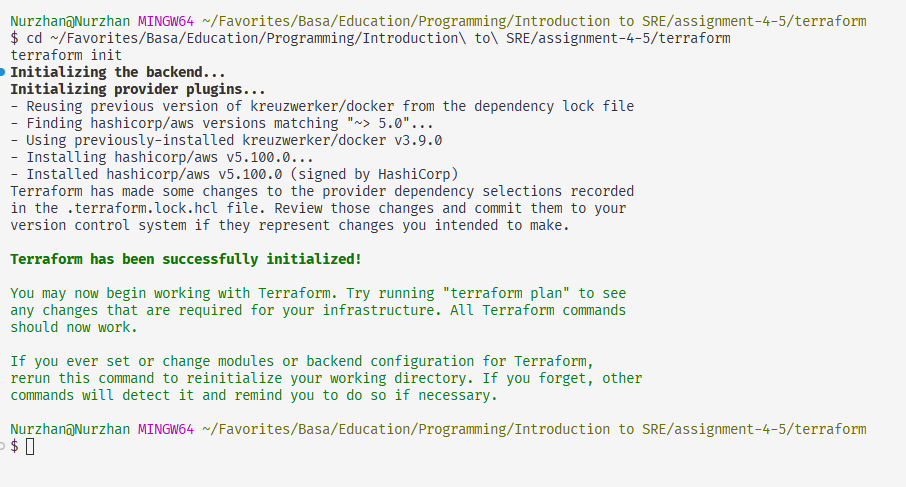 Nurzhan@Nurzhan MINGW64 ~/Favorites/Basa/Education/Programming/Introduction to SRE/assignment-4-5/terraform
$ cd ~/Favorites/Basa/Education/Programming/Introduction\ to\ SRE/assignment-4-5/terraform
terraform init
Initializing the backend...
Initializing provider plugins...
- Reusing previous version of kreuzwerker/docker from the dependency lock file
- Finding hashicorp/aws versions matching "~> 5.0"...
- Using previously-installed kreuzwerker/docker v3.9.0
- Installing hashicorp/aws v5.100.0...
- Installed hashicorp/aws v5.100.0 (signed by HashiCorp)
Terraform has made some changes to the provider dependency selections recorded
in the .terraform.lock.hcl file. Review those changes and commit them to your
version control system if they represent changes you intended to make.
Terraform has been successfully initialized!
You may now begin working with Terraform. Try running "terraform plan" to see
any changes that are required for your infrastructure. All Terraform commands
should now work.
If you ever set or change modules or backend configuration for Terraform,
rerun this command to reinitialize your working directory. If you forget, other
commands will detect it and remind you to do so if necessary.
Nurzhan@Nurzhan MINGW64 ~/Favorites/Basa/Education/Programming/Introduction to SRE/assignment-4-5/terraform
$